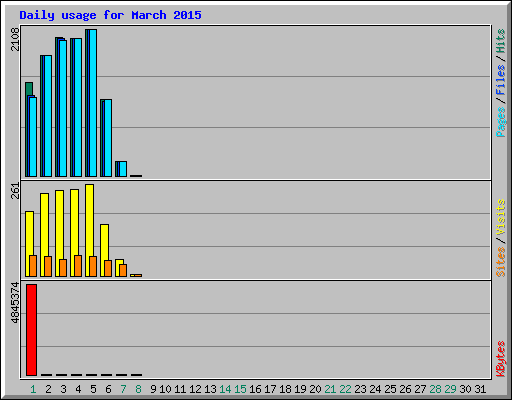 Daily usage for March 2015
2108
261
4845374
Pages/Files/Hits
Sites/Visits
KBytes
1 2 3 4 5 6 7 8 9 10 11 12 13 14 15 16 17 18 19 20 21 22 23 24 25 26 27 28 29 30 31